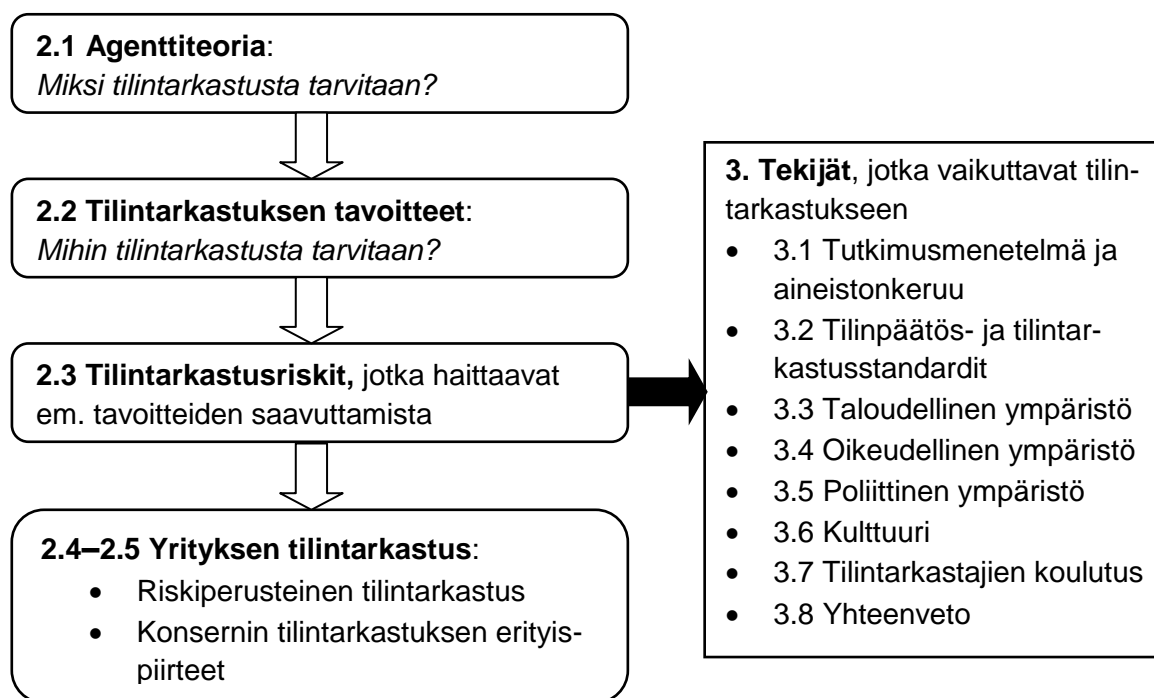 2.1 Agenttiteoria:
Miksi tilintarkastusta tarvitaan?
2.2 Tilintarkastuksen tavoitteet:
Mihin tilintarkastusta tarvitaan?
2.3 Tilintarkastusriskit, jotka haittaavat
em. tavoitteiden saavuttamista
2.4–2.5 Yrityksen tilintarkastus:
• Riskiperusteinen tilintarkastus
• Konsernin tilintarkastuksen erityis-
piirteet
3. Tekijät, jotka vaikuttavat tilin-
tarkastukseen
• 3.1 Tutkimusmenetelmä ja
aineistonkeruu
• 3.2 Tilinpäätös- ja tilintar-
kastusstandardit
• 3.3 Taloudellinen ympäristö
• 3.4 Oikeudellinen ympäristö
• 3.5 Poliittinen ympäristö
• 3.6 Kulttuuri
• 3.7 Tilintarkastajien koulutus
• 3.8 Yhteenveto